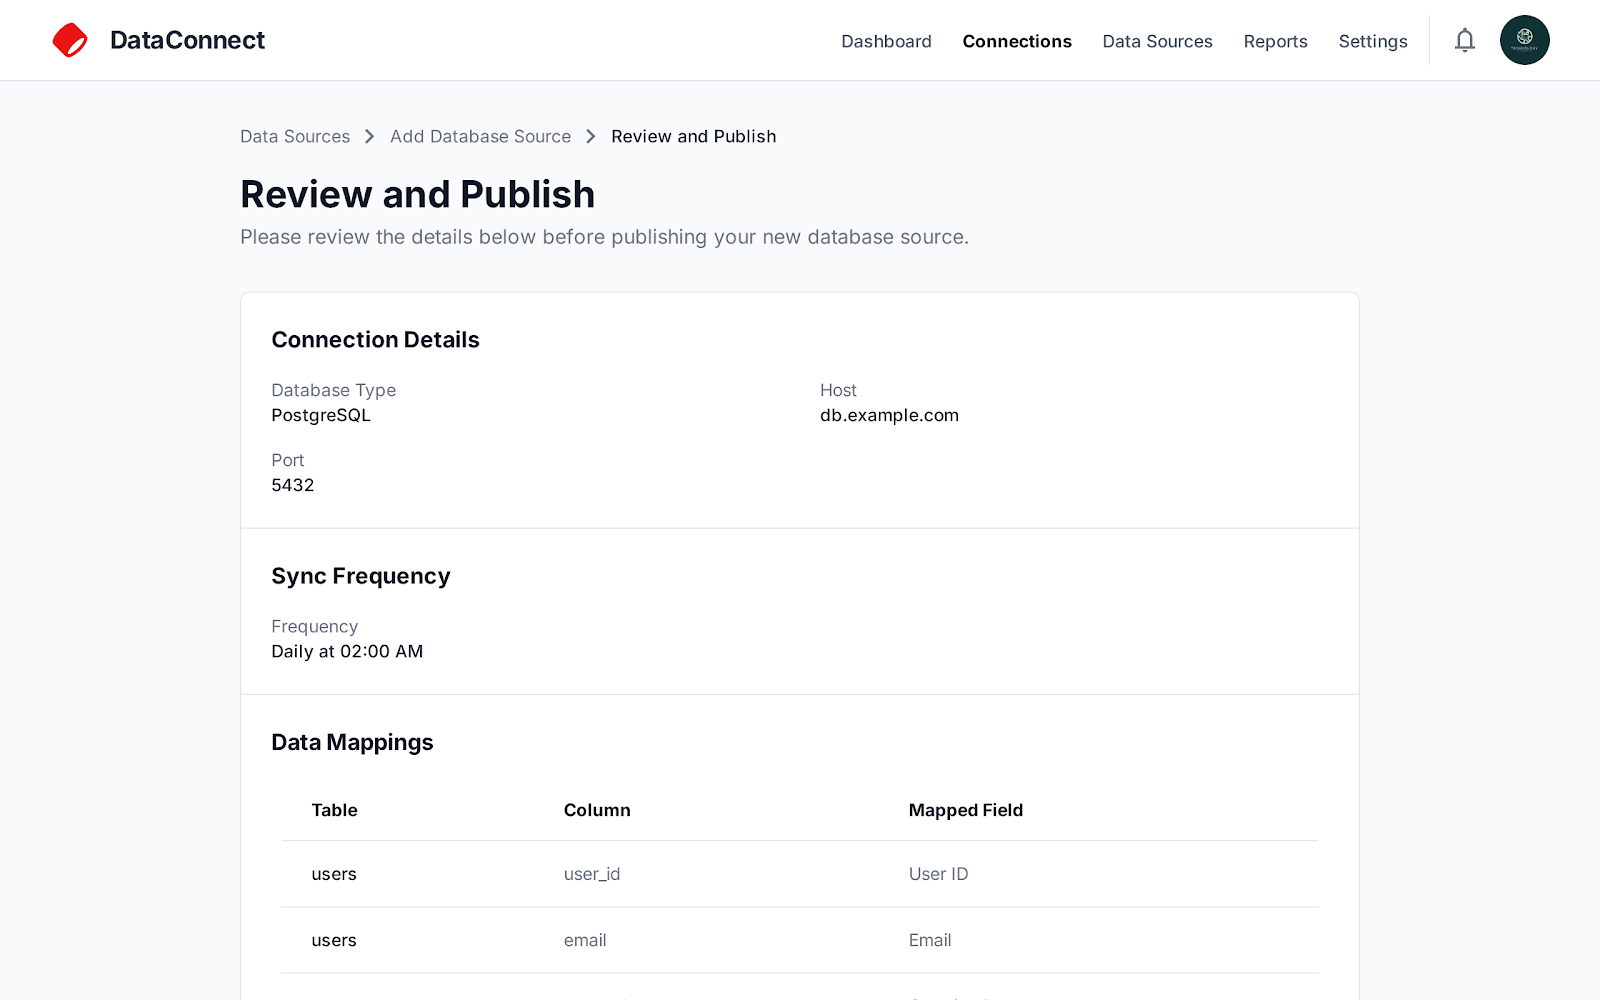 DataConnect
Dashboard Connections Data Sources Reports Settings
Data Sources Add Database Source Review and Publish
Review and Publish
Please review the details below before publishing your new database source.
Connection Details
Database Type Host
PostgreSQL db.example.com
Port
5432
Sync Frequency
Frequency
Daily at 02:00 AM
Data Mappings
Table Column Mapped Field
users user_id User ID
users email Email